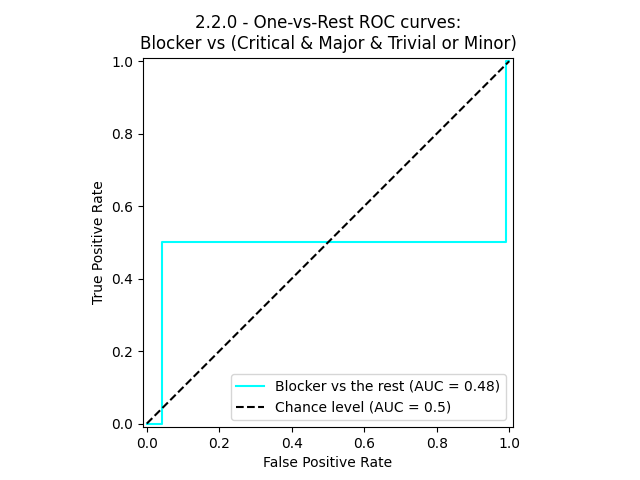 2.2.0 - One-vs-Rest ROC curves:
Blocker vs (Critical & Major & Trivial or Minor)
1.0
0.8
0.6
0.4
0.2
0.0
True Positive Rate
Blocker vs the rest (AUC = 0.48)
Chance level (AUC = 0.5)
0.0 0.2 0.4 0.6 0.8 1.0
False Positive Rate